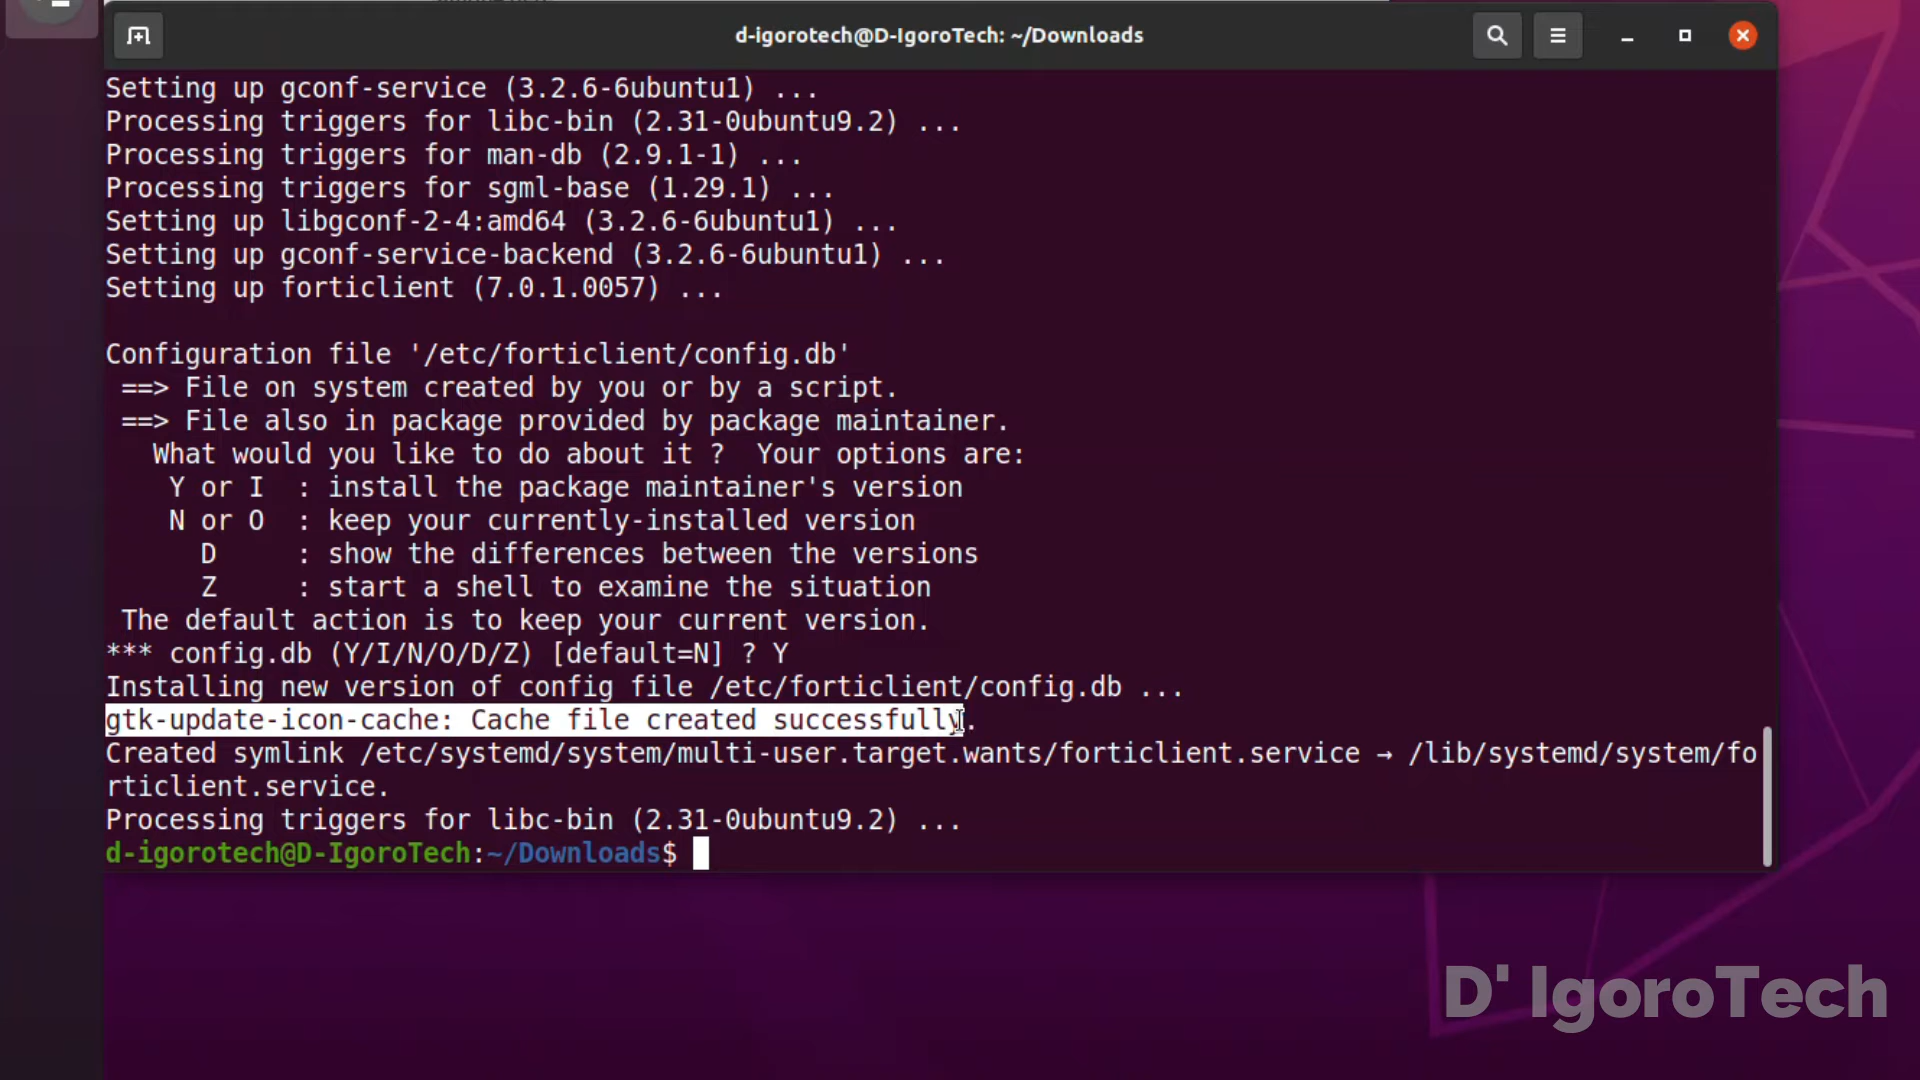 d-igorotech@D-IgoroTech: ~/Downloads
Setting up gconf-service (3.2.6-6ubuntu1) ...
Processing triggers for libc-bin (2.31-0ubuntu9.2) ...
Processing triggers for man-db (2.9.1-1) ...
Processing triggers for sgml-base (1.29.1) ...
Setting up libgconf-2-4:amd64 (3.2.6-6ubuntu1) ...
Setting up gconf-service-backend (3.2.6-6ubuntu1) ...
Setting up forticlient (7.0.1.0057) ...
Configuration file '/etc/forticlient/config.db'
 ==> File on system created by you or by a script.
 ==> File also in package provided by package maintainer.
   What would you like to do about it ?  Your options are:
    Y or I  : install the package maintainer's version
    N or O  : keep your currently-installed version
      D     : show the differences between the versions
      Z     : start a shell to examine the situation
 The default action is to keep your current version.
*** config.db (Y/I/N/O/D/Z) [default=N] ? Y
Installing new version of config file /etc/forticlient/config.db ...
gtk-update-icon-cache: Cache file created successfully.
Created symlink /etc/systemd/system/multi-user.target.wants/forticlient.service → /lib/systemd/system/fo
rticlient.service.
Processing triggers for libc-bin (2.31-0ubuntu9.2) ...
d-igorotech@D-IgoroTech:~/Downloads$
D' IgoroTech